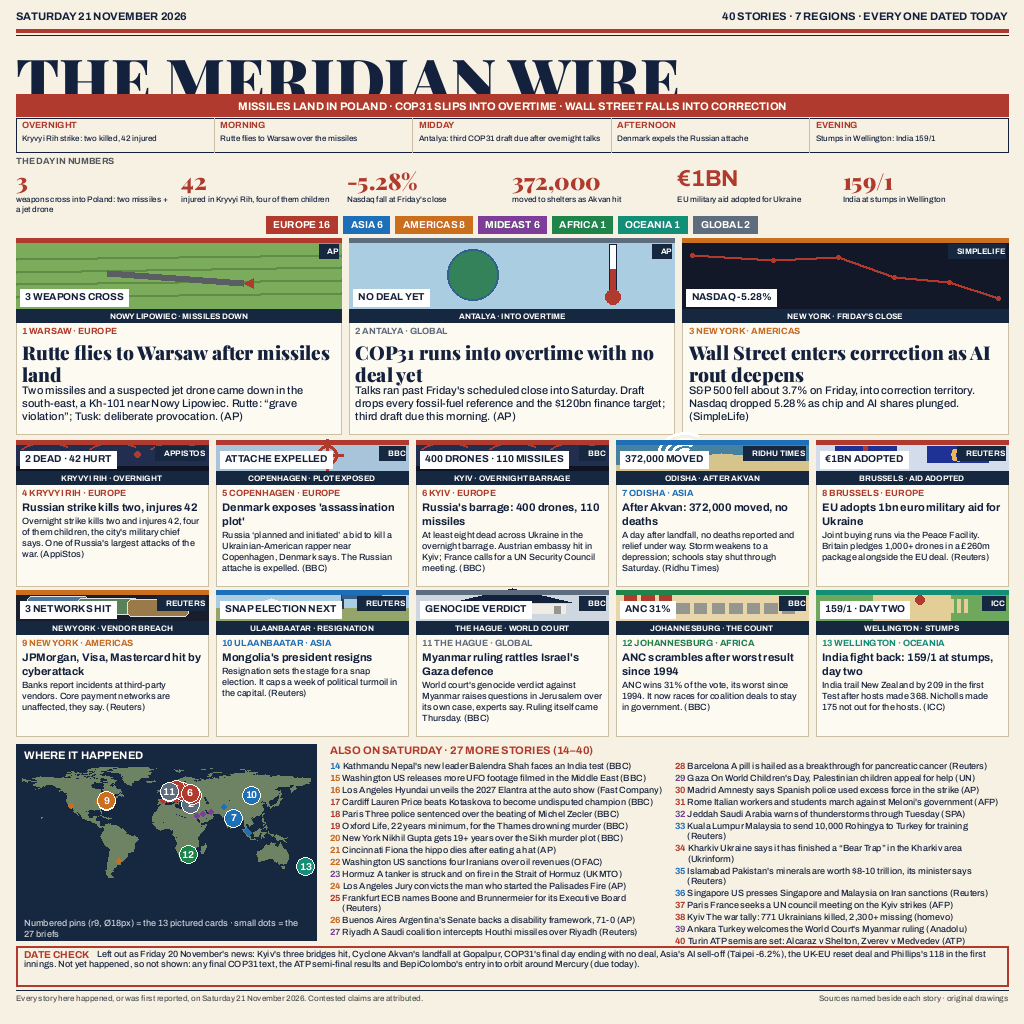 SATURDAY 21 NOVEMBER 2026
40 STORIES · 7 REGIONS · EVERY ONE DATED TODAY
THE MERIDIAN WIRE
MISSILES LAND IN POLAND · COP31 SLIPS INTO OVERTIME · WALL STREET FALLS INTO CORRECTION
OVERNIGHT
Kryvyi Rih strike: two killed, 42 injured
MORNING
Rutte flies to Warsaw over the missiles
MIDDAY
Antalya: third COP31 draft due after overnight talks
AFTERNOON
Denmark expels the Russian attache
EVENING
Stumps in Wellington: India 159/1
THE DAY IN NUMBERS
3
weapons cross into Poland: two missiles +
a jet drone
42
injured in Kryvyi Rih, four of them children
-5.28%
Nasdaq fall at Friday's close
372,000
moved to shelters as Akvan hit
€1BN
EU military aid adopted for Ukraine
159/1
India at stumps in Wellington
EUROPE 16
ASIA 6
AMERICAS 8
MIDEAST 6
AFRICA 1
OCEANIA 1
GLOBAL 2
AP
3 WEAPONS CROSS
NOWY LIPOWIEC · MISSILES DOWN
1 WARSAW · EUROPE
Rutte flies to Warsaw after missiles
land
Two missiles and a suspected jet drone came down in the
south-east, a Kh-101 near Nowy Lipowiec. Rutte: “grave
violation”; Tusk: deliberate provocation. (AP)
AP
NO DEAL YET
ANTALYA · INTO OVERTIME
2 ANTALYA · GLOBAL
COP31 runs into overtime with no
deal yet
Talks ran past Friday's scheduled close into Saturday. Draft
drops every fossil-fuel reference and the $120bn finance target;
third draft due this morning. (AP)
SIMPLELIFE
NASDAQ -5.28%
NEW YORK · FRIDAY'S CLOSE
3 NEW YORK · AMERICAS
Wall Street enters correction as AI
rout deepens
S&P 500 fell about 3.7% on Friday, into correction territory.
Nasdaq dropped 5.28% as chip and AI shares plunged.
(SimpleLife)
2 DEAD · 42 HURT
APPISTOS
KRYVYI RIH · OVERNIGHT
4 KRYVYI RIH · EUROPE
Russian strike kills two, injures 42
Overnight strike kills two and injures 42, four
of them children, the city's military chief
says. One of Russia's largest attacks of the
war. (AppiStos)
ATTACHE EXPELLED
BBC
COPENHAGEN · PLOT EXPOSED
5 COPENHAGEN · EUROPE
Denmark exposes 'assassination
plot'
Russia 'planned and initiated' a bid to kill a
Ukrainian-American rapper near
Copenhagen, Denmark says. The Russian
attache is expelled. (BBC)
400 DRONES · 110 MISSILES
BBC
KYIV · OVERNIGHT BARRAGE
6 KYIV · EUROPE
Russia's barrage: 400 drones, 110
missiles
At least eight dead across Ukraine in the
overnight barrage. Austrian embassy hit in
Kyiv; France calls for a UN Security Council
meeting. (BBC)
372,000 MOVED
RIDHU TIMES
ODISHA · AFTER AKVAN
7 ODISHA · ASIA
After Akvan: 372,000 moved, no
deaths
A day after landfall, no deaths reported and
relief under way. Storm weakens to a
depression; schools stay shut through
Saturday. (Ridhu Times)
€1BN ADOPTED
REUTERS
BRUSSELS · AID ADOPTED
8 BRUSSELS · EUROPE
EU adopts 1bn euro military aid for
Ukraine
Joint buying runs via the Peace Facility.
Britain pledges 1,000+ drones in a £260m
package alongside the EU deal. (Reuters)
3 NETWORKS HIT
REUTERS
NEW YORK · VENDOR BREACH
9 NEW YORK · AMERICAS
JPMorgan, Visa, Mastercard hit by
cyberattack
Banks report incidents at third-party
vendors. Core payment networks are
unaffected, they say. (Reuters)
SNAP ELECTION NEXT
REUTERS
ULAANBAATAR · RESIGNATION
10 ULAANBAATAR · ASIA
Mongolia's president resigns
Resignation sets the stage for a snap
election. It caps a week of political turmoil in
the capital. (Reuters)
GENOCIDE VERDICT
BBC
THE HAGUE · WORLD COURT
11 THE HAGUE · GLOBAL
Myanmar ruling rattles Israel's
Gaza defence
World court's genocide verdict against
Myanmar raises questions in Jerusalem over
its own case, experts say. Ruling itself came
Thursday. (BBC)
ANC 31%
BBC
JOHANNESBURG · THE COUNT
12 JOHANNESBURG · AFRICA
ANC scrambles after worst result
since 1994
ANC wins 31% of the vote, its worst since
1994. It now races for coalition deals to stay
in government. (BBC)
159/1 · DAY TWO
ICC
WELLINGTON · STUMPS
13 WELLINGTON · OCEANIA
India fight back: 159/1 at stumps,
day two
India trail New Zealand by 209 in the first
Test after hosts made 368. Nicholls made
175 not out for the hosts. (ICC)
WHERE IT HAPPENED
9
11
6
10
7
12
13
Numbered pins (r9, Ø18px) = the 13 pictured cards · small dots = the
27 briefs
ALSO ON SATURDAY · 27 MORE STORIES (14–40)
14 Kathmandu Nepal's new leader Balendra Shah faces an India test (BBC)
15 Washington US releases more UFO footage filmed in the Middle East (BBC)
16 Los Angeles Hyundai unveils the 2027 Elantra at the auto show (Fast Company)
17 Cardiff Lauren Price beats Kotaskova to become undisputed champion (BBC)
18 Paris Three police sentenced over the beating of Michel Zecler (BBC)
19 Oxford Life, 22 years minimum, for the Thames drowning murder (BBC)
20 New York Nikhil Gupta gets 19+ years over the Sikh murder plot (BBC)
21 Cincinnati Fiona the hippo dies after eating a hat (AP)
22 Washington US sanctions four Iranians over oil revenues (OFAC)
23 Hormuz A tanker is struck and on fire in the Strait of Hormuz (UKMTO)
24 Los Angeles Jury convicts the man who started the Palisades Fire (AP)
25 Frankfurt ECB names Boone and Brunnermeier for its Executive Board
(Reuters)
26 Buenos Aires Argentina's Senate backs a disability framework, 71-0 (AP)
27 Riyadh A Saudi coalition intercepts Houthi missiles over Riyadh (Reuters)
28 Barcelona A pill is hailed as a breakthrough for pancreatic cancer (Reuters)
29 Gaza On World Children's Day, Palestinian children appeal for help (UN)
30 Madrid Amnesty says Spanish police used excess force in the strike (AP)
31 Rome Italian workers and students march against Meloni's government (AFP)
32 Jeddah Saudi Arabia warns of thunderstorms through Tuesday (SPA)
33 Kuala Lumpur Malaysia to send 10,000 Rohingya to Turkey for training
(Reuters)
34 Kharkiv Ukraine says it has finished a “Bear Trap” in the Kharkiv area
(Ukrinform)
35 Islamabad Pakistan's minerals are worth $8-10 trillion, its minister says
(Reuters)
36 Singapore US presses Singapore and Malaysia on Iran sanctions (Reuters)
37 Paris France seeks a UN council meeting on the Kyiv strikes (AFP)
38 Kyiv The war tally: 771 Ukrainians killed, 2,300+ missing (homevo)
39 Ankara Turkey welcomes the World Court's Myanmar ruling (Anadolu)
40 Turin ATP semis are set: Alcaraz v Shelton, Zverev v Medvedev (ATP)
DATE CHECK Left out as Friday 20 November's news: Kyiv's three bridges hit, Cyclone Akvan's landfall at Gopalpur, COP31's final day ending with no deal, Asia's AI sell-off (Taipei -6.2%), the UK-EU reset deal and Phillips's 118 in the first
innings. Not yet happened, so not shown: any final COP31 text, the ATP semi-final results and BepiColombo's entry into orbit around Mercury (due today).
Every story here happened, or was first reported, on Saturday 21 November 2026. Contested claims are attributed.
Sources named beside each story · original drawings